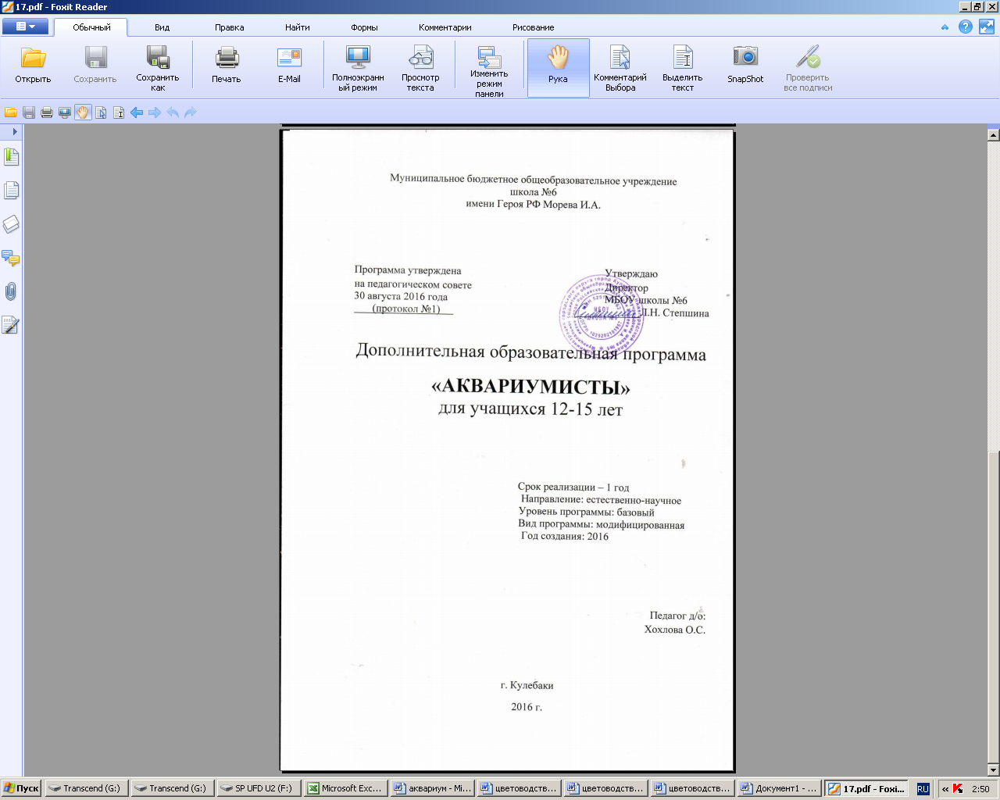 17.pdf - Foxit Reader
Обычный Вид Правка Найти Формы Комментарии Рисование
Открыть Сохранить Сохранить как Печать E-Mail Полноэкранный режим Просмотр текста Изменить режим панели Рука Комментарий Выбора Выделить текст SnapShot Проверить все подписи
Муниципальное бюджетное общеобразовательное учреждение
школа №6
имени Героя РФ Морева И.А.
Программа утверждена
на педагогическом совете
30 августа 2016 года
(протокол №1)
Утверждаю
Директор
МБОУ школы №6
Л.Н. Степшина
МБОУ
Дополнительная образовательная программа
«АКВАРИУМИСТЫ»
для учащихся 12-15 лет
Срок реализации – 1 год
Направление: естественно-научное
Уровень программы: базовый
Вид программы: модифицированная
Год создания: 2016
Педагог д/о:
Хохлова О.С.
г. Кулебаки
2016 г.
Пуск Transcend (G:) Transcend (G:) SP UFD U2 (F:) Microsoft Exc... аквариум - Mi... цветоводств... цветоводств... цветоводств... Документ1 - ... 17.pdf - Foxi... RU « 2:50